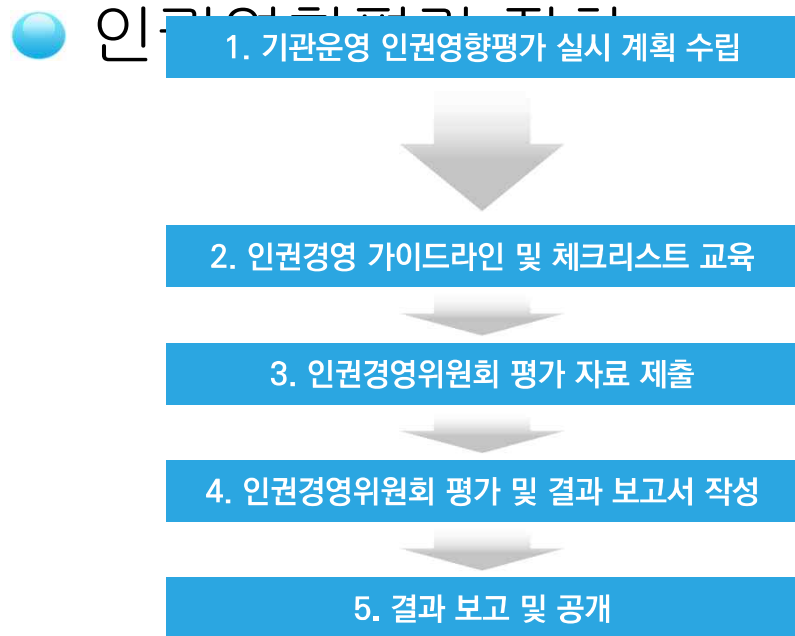 1. 기관운영 인권영향평가 실시 계획 수립
2. 인권경영 가이드라인 및 체크리스트 교육
3. 인권경영위원회 평가 자료 제출
4. 인권경영위원회 평가 및 결과 보고서 작성
5. 결과 보고 및 공개